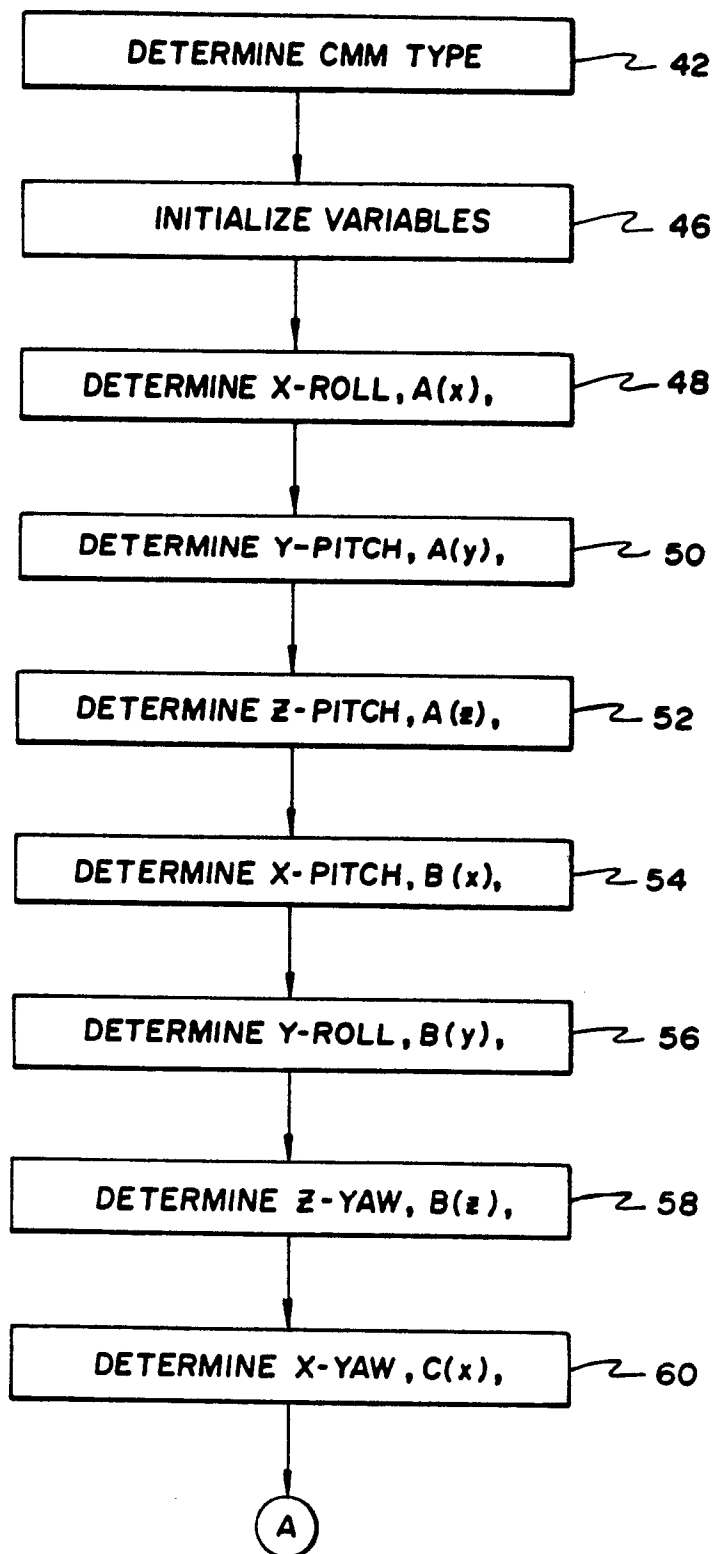 DETERMINE CMM TYPE 42
INITIALIZE VARIABLES 46
DETERMINE X-ROLL, A(x), 48
DETERMINE Y-PITCH, A(y), 50
DETERMINE Z-PITCH, A(z), 52
DETERMINE X-PITCH, B(x), 54
DETERMINE Y-ROLL, B(y), 56
DETERMINE Z-YAW, B(z), 58
DETERMINE X-YAW, C(x), 60
A